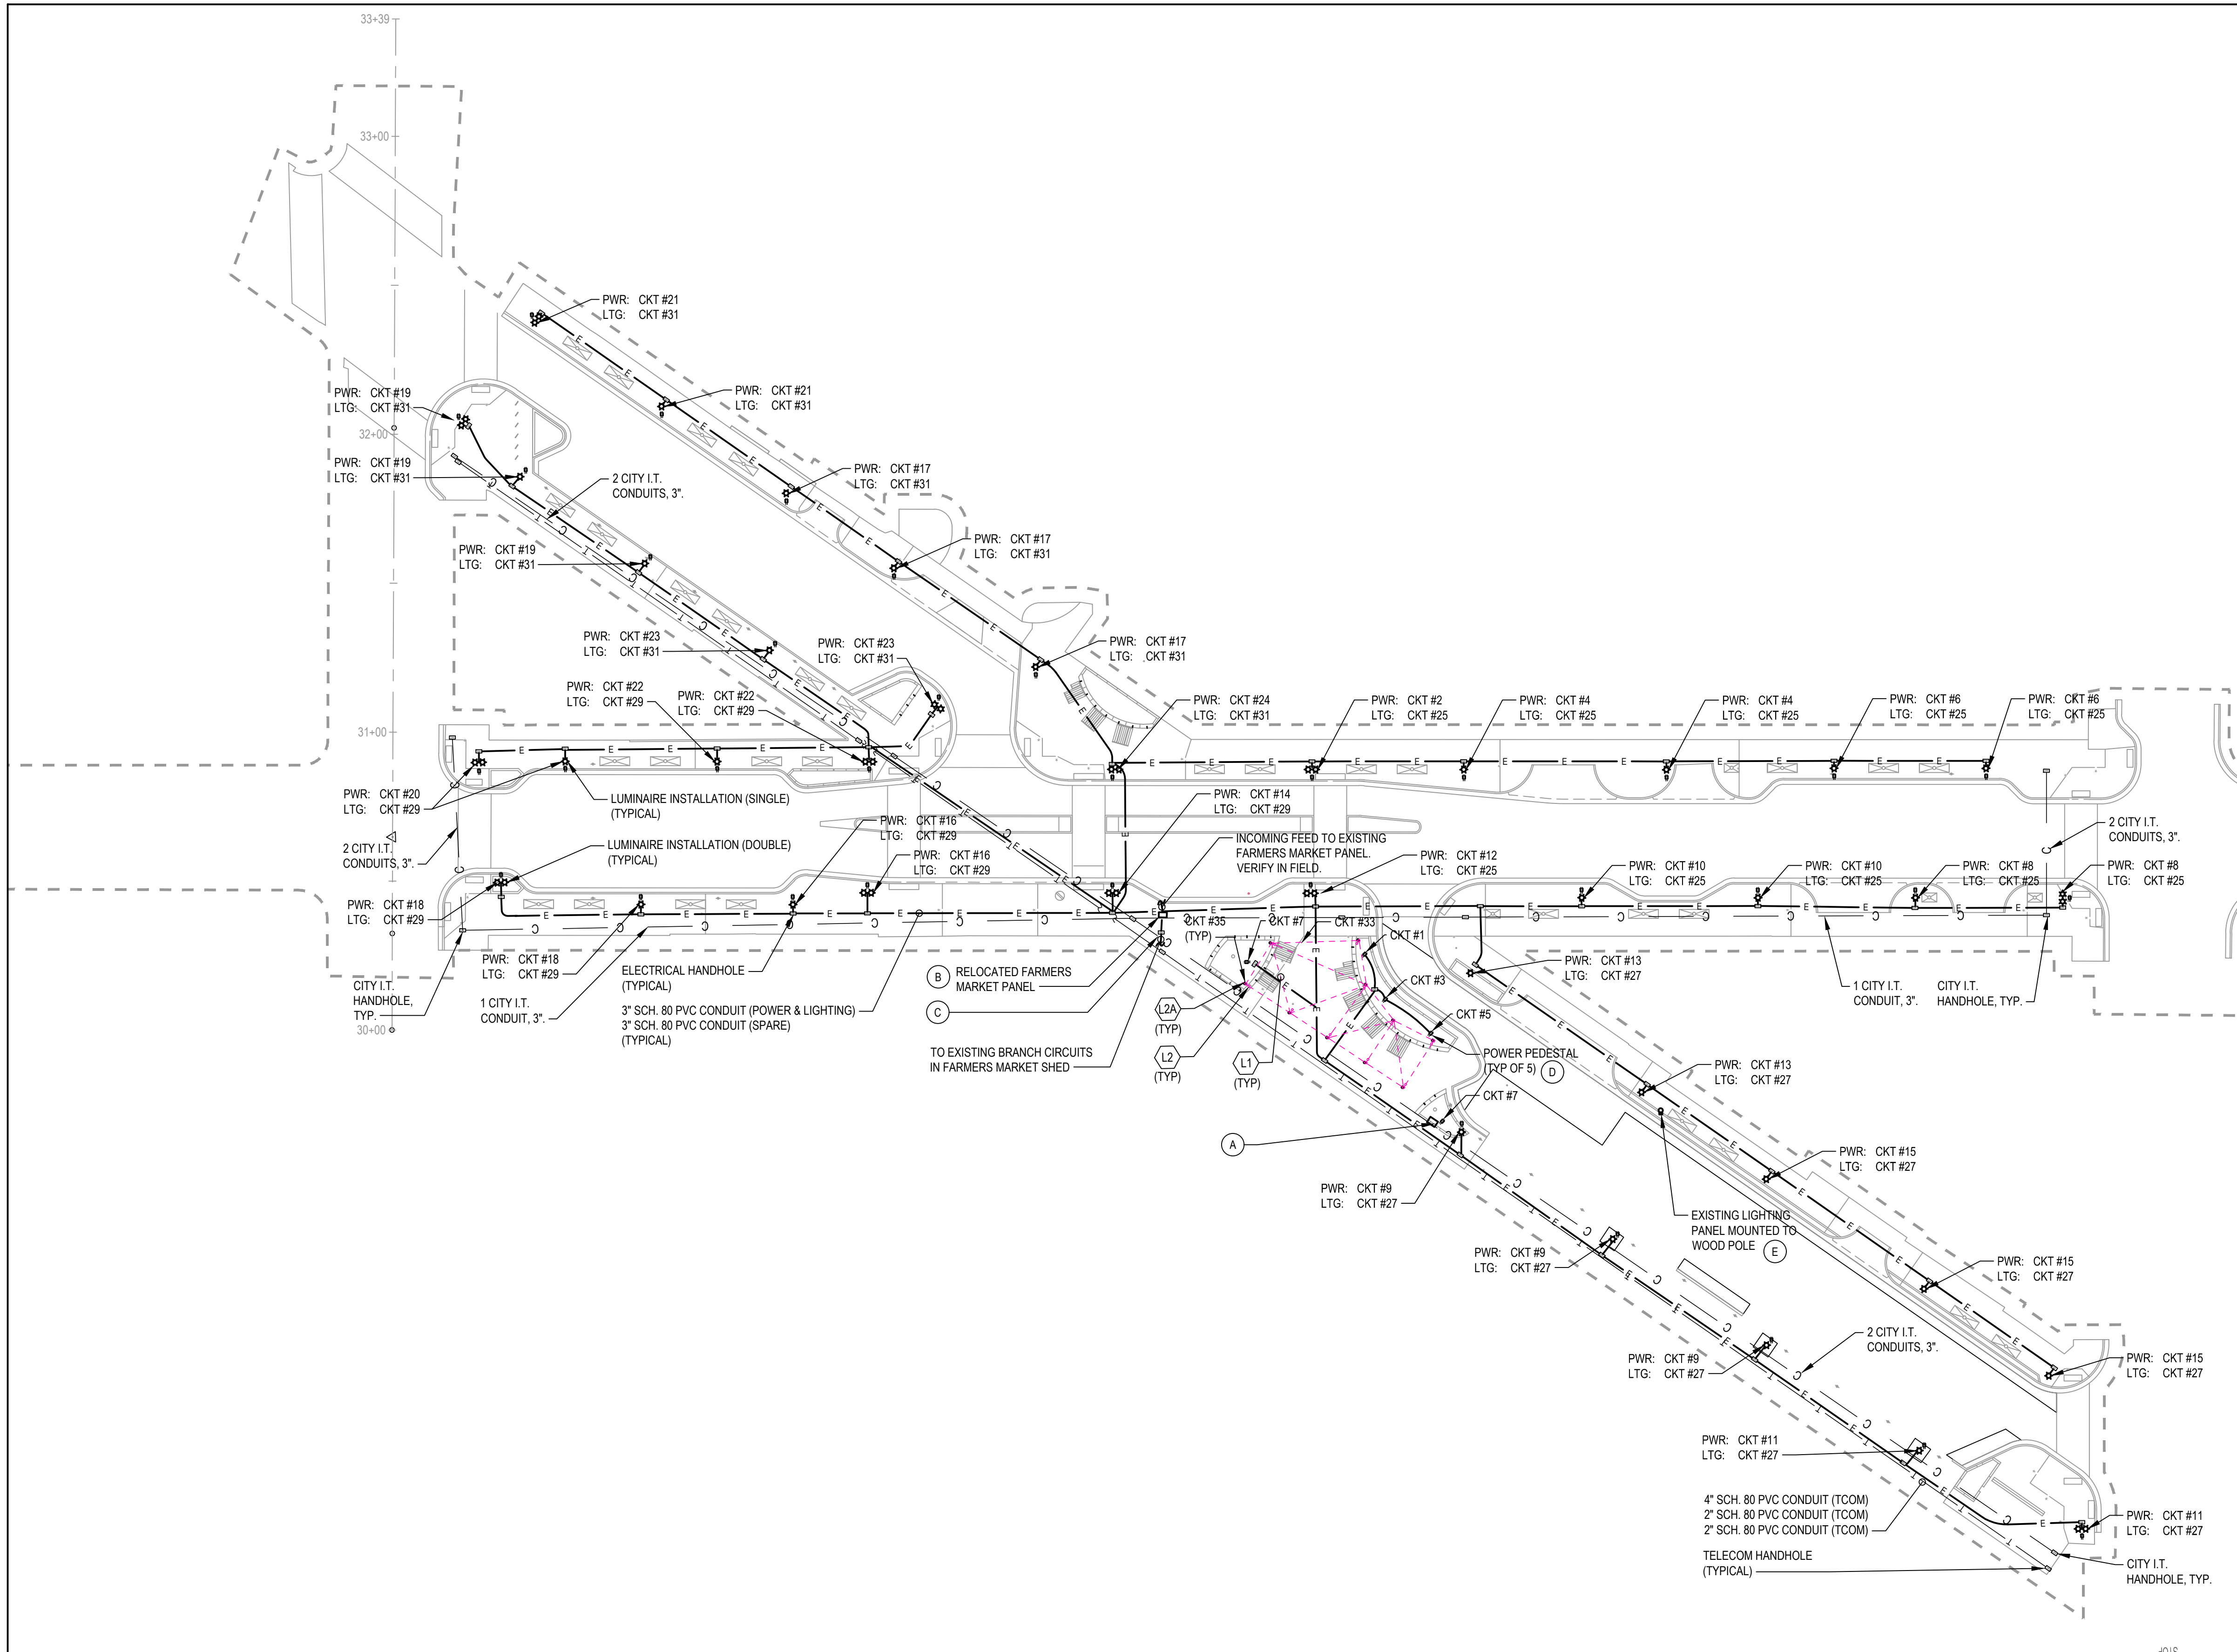 33+39
33+00
PWR: CKT #21
LTG: CKT #31
PWR: CKT #19
LTG: CKT #31
PWR: CKT #21
LTG: CKT #31
32+00
PWR: CKT #19
LTG: CKT #31
2 CITY I.T.
CONDUITS, 3".
PWR: CKT #17
LTG: CKT #31
PWR: CKT #19
LTG: CKT #31
PWR: CKT #17
LTG: CKT #31
PWR: CKT #23
LTG: CKT #31
PWR: CKT #23
LTG: CKT #31
PWR: CKT #17
LTG: CKT #31
PWR: CKT #22
LTG: CKT #29
PWR: CKT #22
LTG: CKT #29
PWR: CKT #24
LTG: CKT #31
PWR: CKT #2
LTG: CKT #25
PWR: CKT #4
LTG: CKT #25
PWR: CKT #4
LTG: CKT #25
PWR: CKT #6
LTG: CKT #25
PWR: CKT #6
LTG: CKT #25
31+00
PWR: CKT #20
LTG: CKT #29
LUMINAIRE INSTALLATION (SINGLE)
(TYPICAL)
PWR: CKT #14
LTG: CKT #29
2 CITY I.T.
CONDUITS, 3".
LUMINAIRE INSTALLATION (DOUBLE)
(TYPICAL)
PWR: CKT #16
LTG: CKT #29
PWR: CKT #16
LTG: CKT #29
INCOMING FEED TO EXISTING
FARMERS MARKET PANEL.
VERIFY IN FIELD.
PWR: CKT #12
LTG: CKT #25
PWR: CKT #10
LTG: CKT #25
PWR: CKT #10
LTG: CKT #25
PWR: CKT #8
LTG: CKT #25
PWR: CKT #8
LTG: CKT #25
2 CITY I.T.
CONDUITS, 3".
PWR: CKT #18
LTG: CKT #29
PWR: CKT #18
LTG: CKT #29
CITY I.T.
HANDHOLE,
TYP.
30+00
1 CITY I.T.
CONDUIT, 3".
ELECTRICAL HANDHOLE
(TYPICAL)
3" SCH. 80 PVC CONDUIT (POWER & LIGHTING)
3" SCH. 80 PVC CONDUIT (SPARE)
(TYPICAL)
B
RELOCATED FARMERS
MARKET PANEL
C
TO EXISTING BRANCH CIRCUITS
IN FARMERS MARKET SHED
CKT #35
(TYP)
CKT #7
CKT #33
CKT #1
CKT #3
CKT #5
L2A
(TYP)
L2
(TYP)
L1
(TYP)
POWER PEDESTAL
(TYP OF 5)
D
CKT #7
A
PWR: CKT #13
LTG: CKT #27
1 CITY I.T.
CONDUIT, 3".
CITY I.T.
HANDHOLE, TYP.
PWR: CKT #13
LTG: CKT #27
PWR: CKT #15
LTG: CKT #27
PWR: CKT #9
LTG: CKT #27
EXISTING LIGHTING
PANEL MOUNTED TO
WOOD POLE
E
PWR: CKT #9
LTG: CKT #27
PWR: CKT #15
LTG: CKT #27
2 CITY I.T.
CONDUITS, 3".
PWR: CKT #9
LTG: CKT #27
PWR: CKT #15
LTG: CKT #27
PWR: CKT #11
LTG: CKT #27
4" SCH. 80 PVC CONDUIT (TCOM)
2" SCH. 80 PVC CONDUIT (TCOM)
2" SCH. 80 PVC CONDUIT (TCOM)
TELECOM HANDHOLE
(TYPICAL)
PWR: CKT #11
LTG: CKT #27
CITY I.T.
HANDHOLE, TYP.